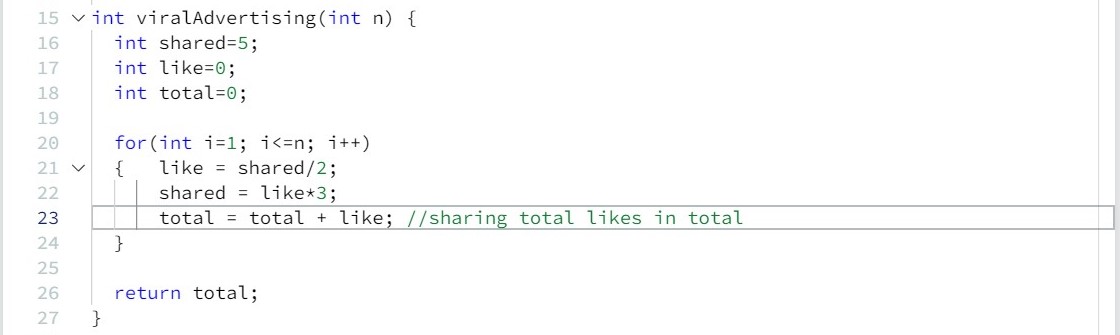 15 int viralAdvertising(int n) {
16 int shared=5;
17 int like=0;
18 int total=0;
19
20 for(int i=1; i<=n; i++)
21 { like = shared/2;
22 shared = like*3;
23 total = total + like; //sharing total likes in total
24 }
25
26 return total;
27 }